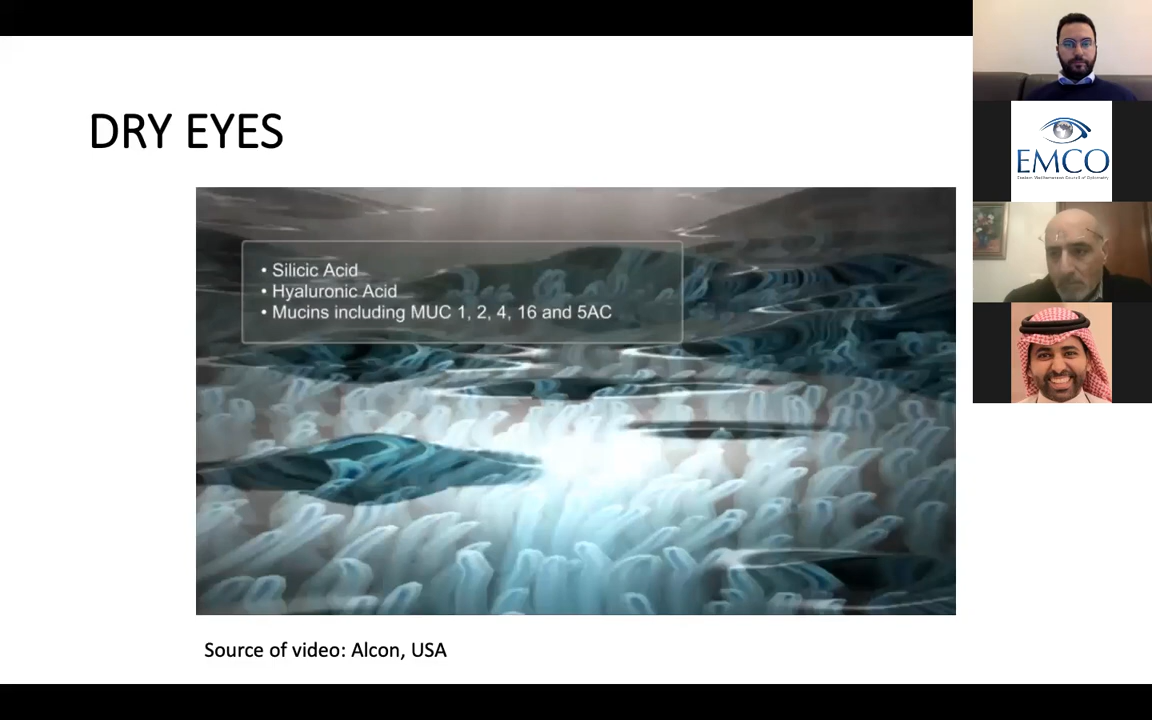 DRY EYES
• Silicic Acid
• Hyaluronic Acid
• Mucins including MUC 1, 2, 4, 16 and 5AC
Source of video: Alcon, USA
EMCO
Eastern Mediterranean Council of Optometry